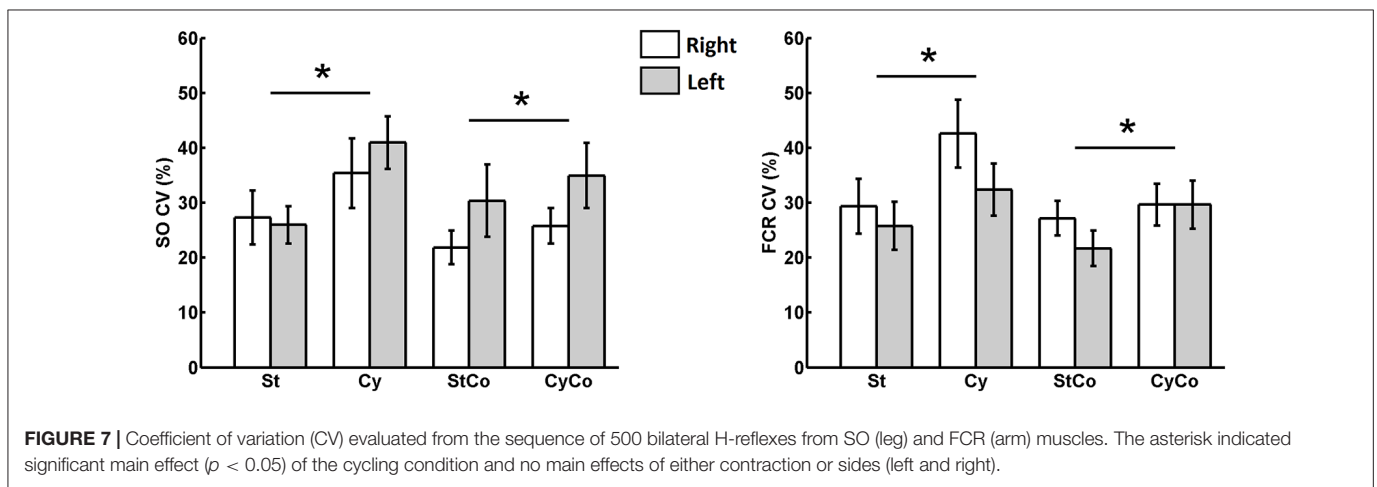 60
50
40
30
20
10
0
SO CV (%)
* *
St Cy StCo CyCo
Right
Left
60
50
40
30
20
10
0
FCR CV (%)
* *
St Cy StCo CyCo
FIGURE 7 | Coefficient of variation (CV) evaluated from the sequence of 500 bilateral H-reflexes from SO (leg) and FCR (arm) muscles. The asterisk indicated
significant main effect (p < 0.05) of the cycling condition and no main effects of either contraction or sides (left and right).